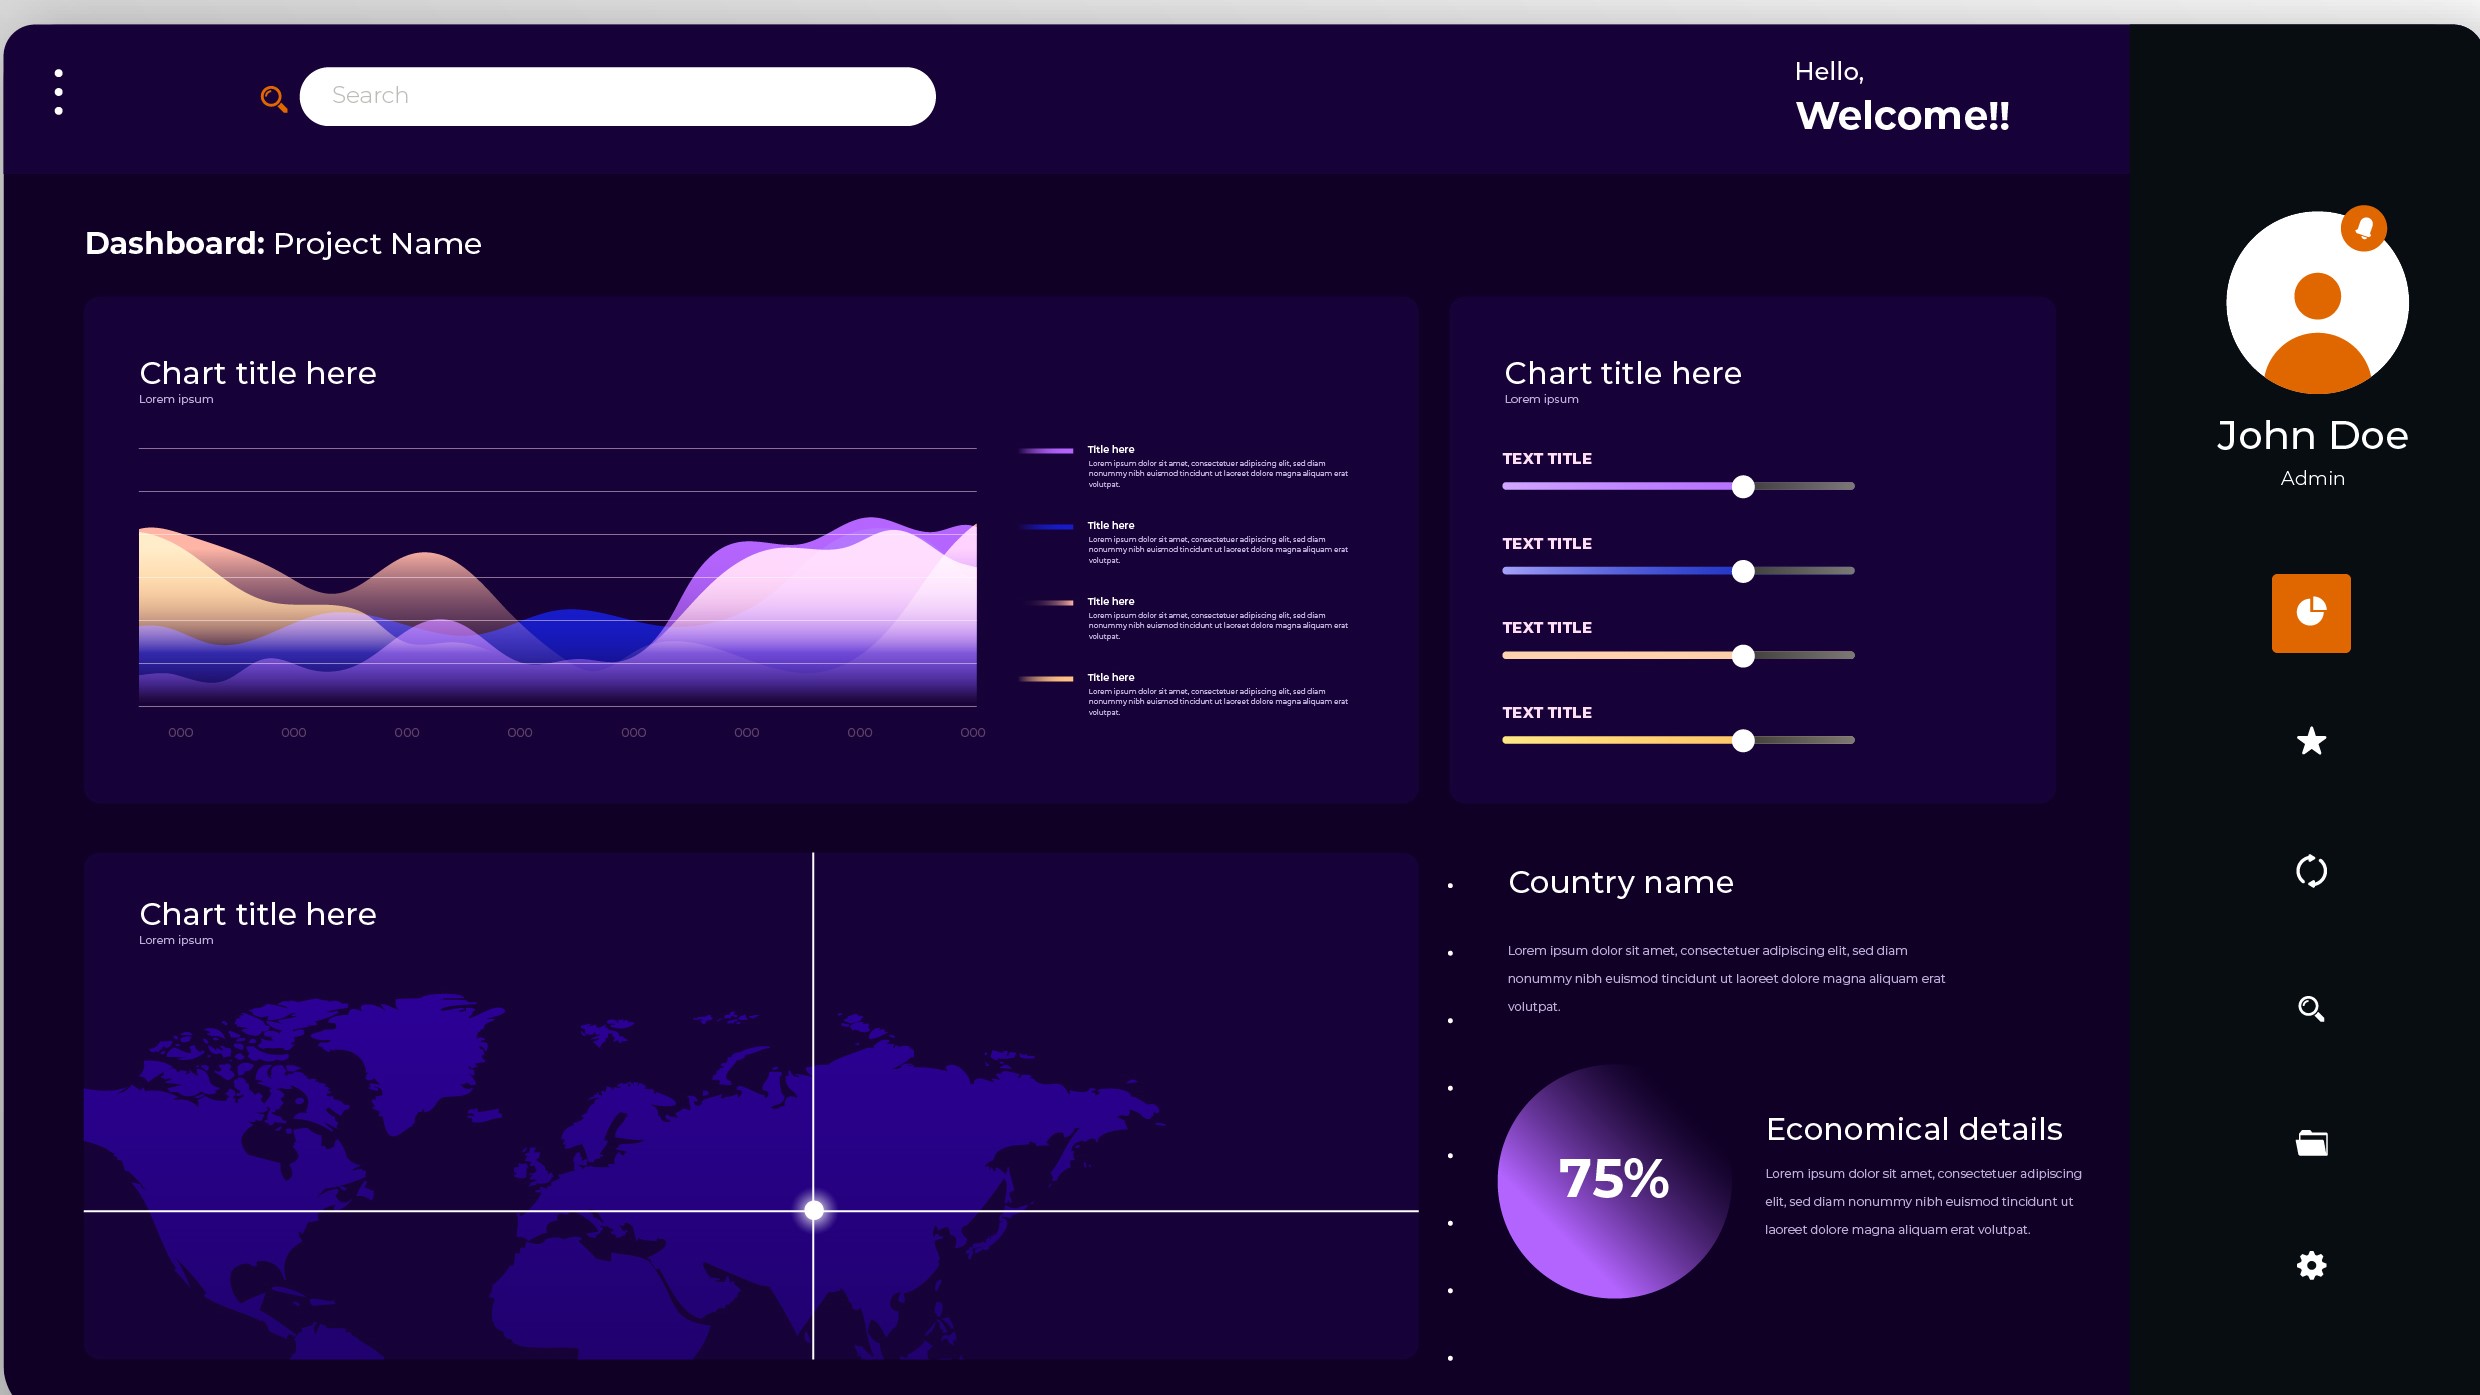 Search
Hello,
Welcome!!
Dashboard: Project Name
Chart title here
Lorem ipsum
Title here
Lorem ipsum dolor sit amet, consectetuer adipiscing elit, sed diam
nonummy nibh euismod tincidunt ut laoreet dolore magna aliquam erat
volutpat.
Title here
Lorem ipsum dolor sit amet, consectetuer adipiscing elit, sed diam
nonummy nibh euismod tincidunt ut laoreet dolore magna aliquam erat
volutpat.
Title here
Lorem ipsum dolor sit amet, consectetuer adipiscing elit, sed diam
nonummy nibh euismod tincidunt ut laoreet dolore magna aliquam erat
volutpat.
Title here
Lorem ipsum dolor sit amet, consectetuer adipiscing elit, sed diam
nonummy nibh euismod tincidunt ut laoreet dolore magna aliquam erat
volutpat.
000 000 000 000 000 000 000 000
Chart title here
Lorem ipsum
TEXT TITLE
TEXT TITLE
TEXT TITLE
TEXT TITLE
John Doe
Admin
Chart title here
Lorem ipsum
Country name
Lorem ipsum dolor sit amet, consectetuer adipiscing elit, sed diam
nonummy nibh euismod tincidunt ut laoreet dolore magna aliquam erat
volutpat.
75%
Economical details
Lorem ipsum dolor sit amet, consectetuer adipiscing
elit, sed diam nonummy nibh euismod tincidunt ut
laoreet dolore magna aliquam erat volutpat.